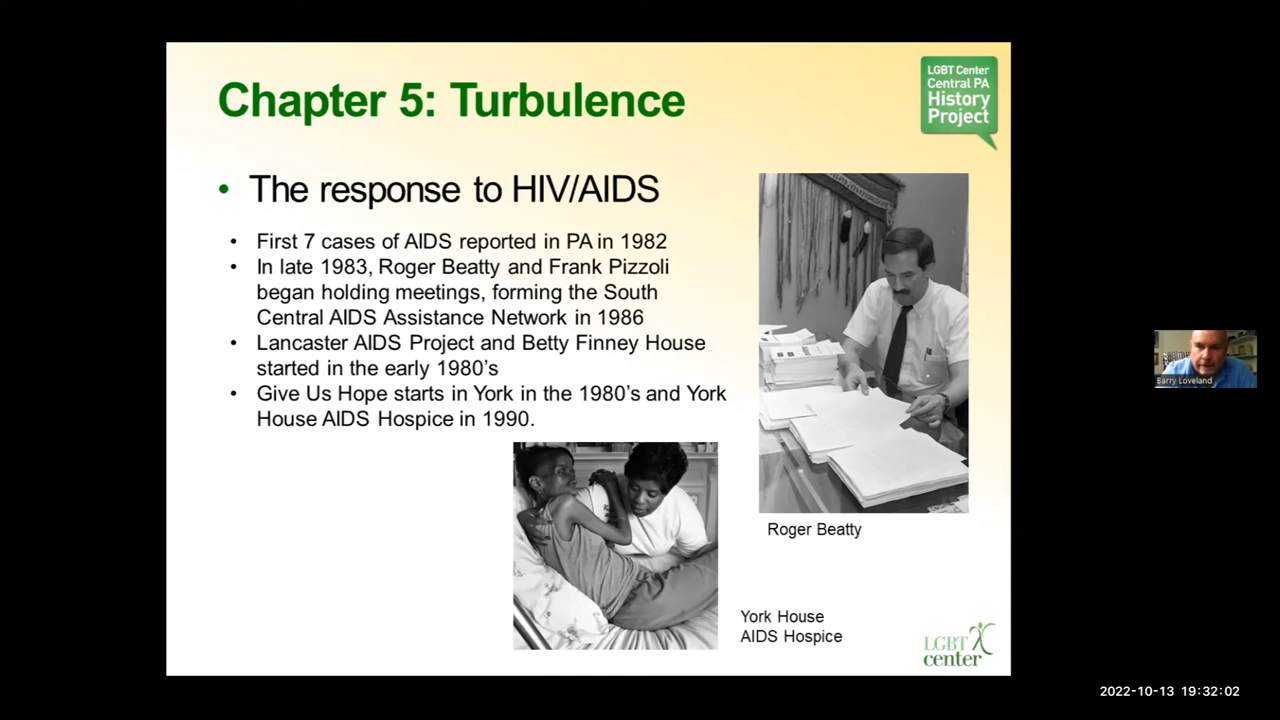 Chapter 5: Turbulence
LGBT Center
Central PA
History
Project
• The response to HIV/AIDS
• First 7 cases of AIDS reported in PA in 1982
• In late 1983, Roger Beatty and Frank Pizzoli
began holding meetings, forming the South
Central AIDS Assistance Network in 1986
• Lancaster AIDS Project and Betty Finney House
started in the early 1980's
• Give Us Hope starts in York in the 1980's and York
House AIDS Hospice in 1990.
Roger Beatty
York House
AIDS Hospice
LGBT
center
Barry Loveland
2022-10-13 19:32:02